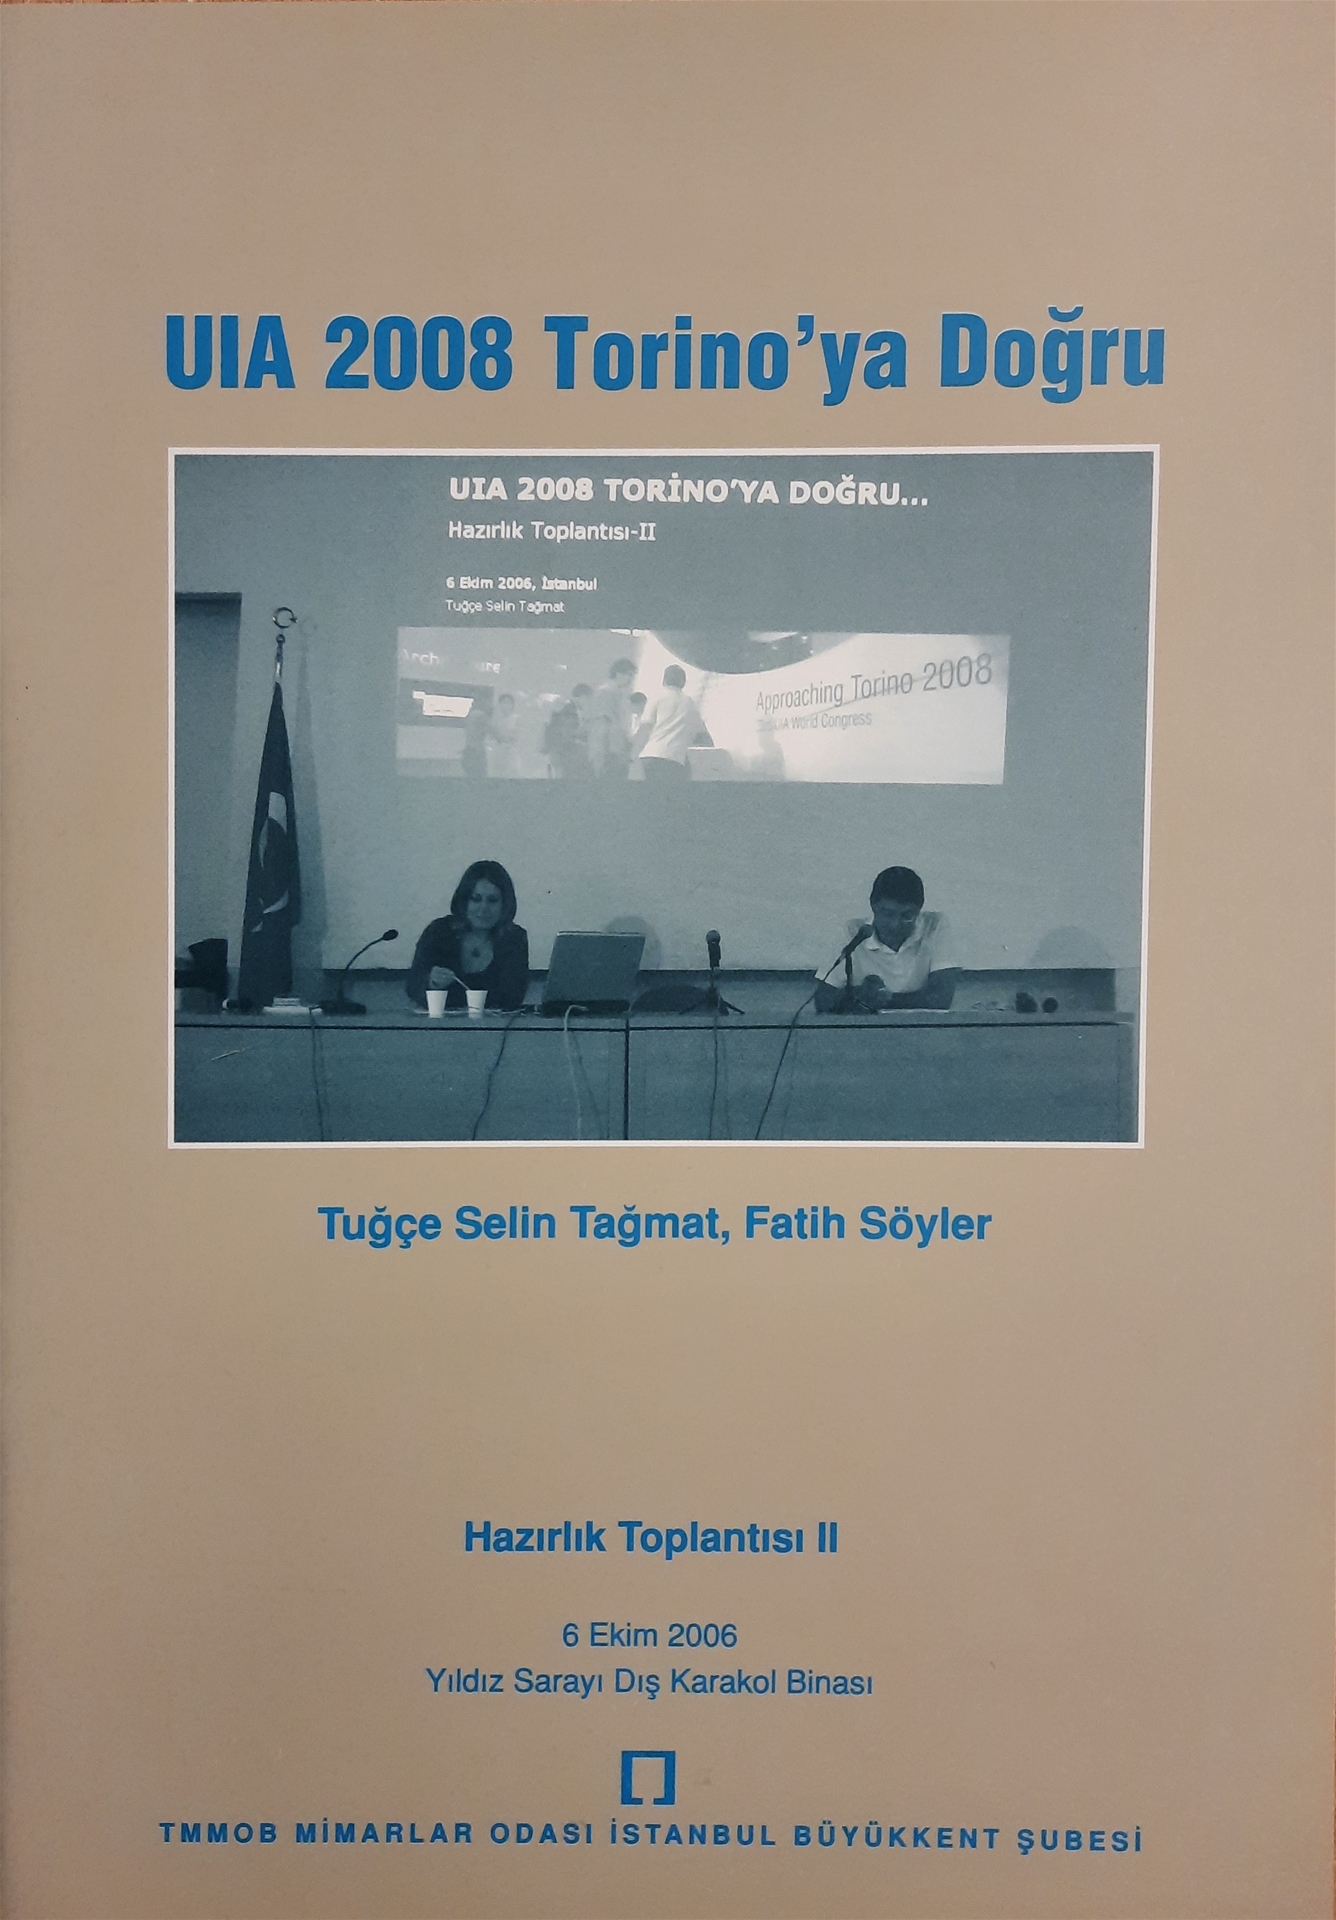 UIA 2008 Torino'ya Doğru
UIA 2008 TORİNO'YA DOĞRU...
Hazırlık Toplantısı-II
6 Ekim 2006, İstanbul
Tuğçe Selin Tağmat
Approaching Torino 2008
World Congress
Tuğçe Selin Tağmat, Fatih Söyler
Hazırlık Toplantısı II
6 Ekim 2006
Yıldız Sarayı Dış Karakol Binası
TMMOB MİMARLAR ODASI İSTANBUL BÜYÜKKENT ŞUBESİ